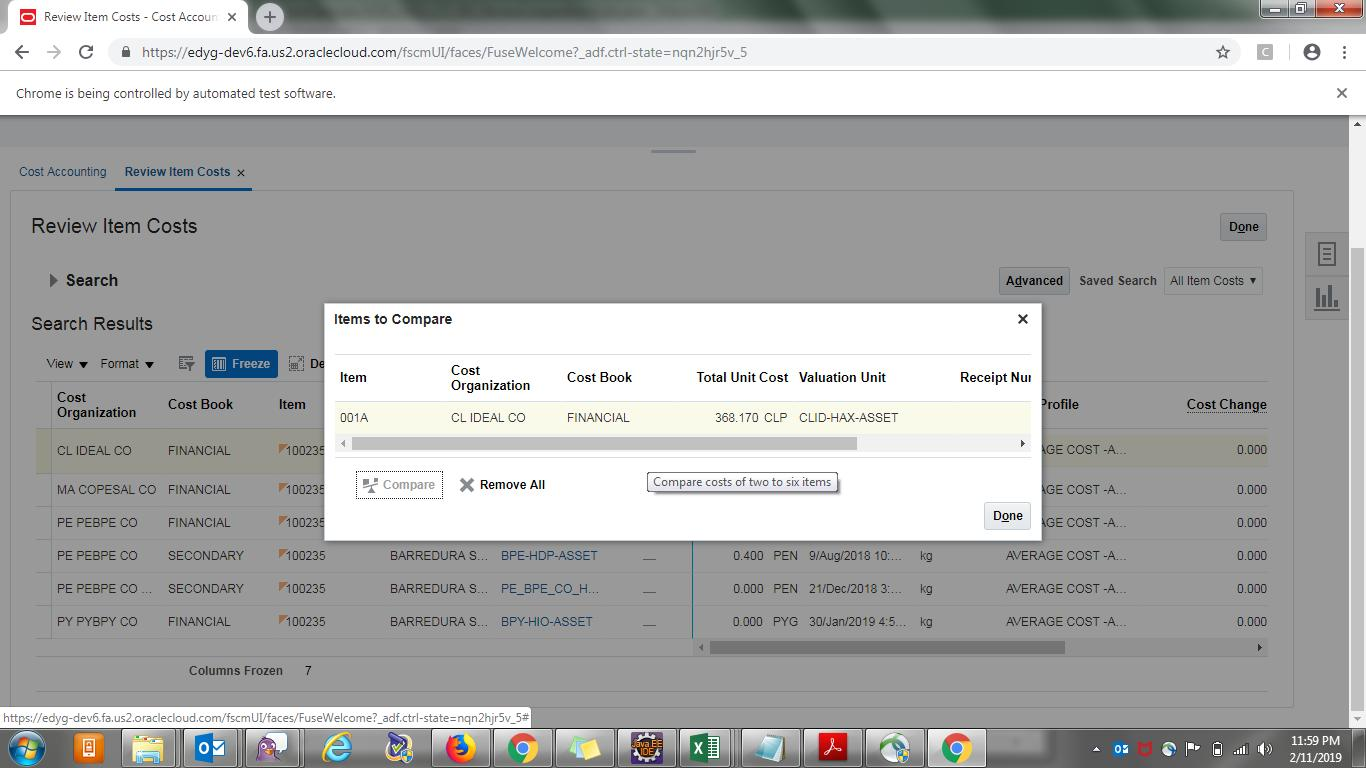 Review Item Costs - Cost Accoun
https://edyg-dev6.fa.us2.oraclecloud.com/fscmUI/faces/FuseWelcome?_adf.ctrl-state=nqn2hjr5v_5
C
Chrome is being controlled by automated test software.
Cost Accounting
Review Item Costs
Review Item Costs
Done
Search
Advanced
Saved Search
All Item Costs
Search Results
View
Format
Freeze
De
Cost Organization Cost Book Item Profile Cost Change
CL IDEAL CO FINANCIAL 100235 AGE COST -A... 0.000
MA COPESAL CO FINANCIAL 100235 AGE COST -A... 0.000
PE PEBPE CO FINANCIAL 100235 AGE COST -A... 0.000
PE PEBPE CO SECONDARY 100235 BARREDURA S... BPE-HDP-ASSET 0.400 PEN 9/Aug/2018 10:... kg AVERAGE COST -A... 0.000
PE PEBPE CO ... SECONDARY 100235 BARREDURA S... PE_BPE_CO_H... 0.000 PEN 21/Dec/2018 3:... kg AVERAGE COST -A... 0.000
PY PYBPY CO FINANCIAL 100235 BARREDURA S... BPY-HIO-ASSET 0.000 PYG 30/Jan/2019 4:5... kg AVERAGE COST -A... 0.000
Columns Frozen 7
Items to Compare
Item Cost Organization Cost Book Total Unit Cost Valuation Unit Receipt Nur
001A CL IDEAL CO FINANCIAL 368.170 CLP CLID-HAX-ASSET
Compare
Remove All
Compare costs of two to six items
Done
https://edyg-dev6.fa.us2.oraclecloud.com/fscmUI/faces/FuseWelcome?_adf.ctrl-state=nqn2hjr5v_5#
Java EE
IDE
11:59 PM
2/11/2019